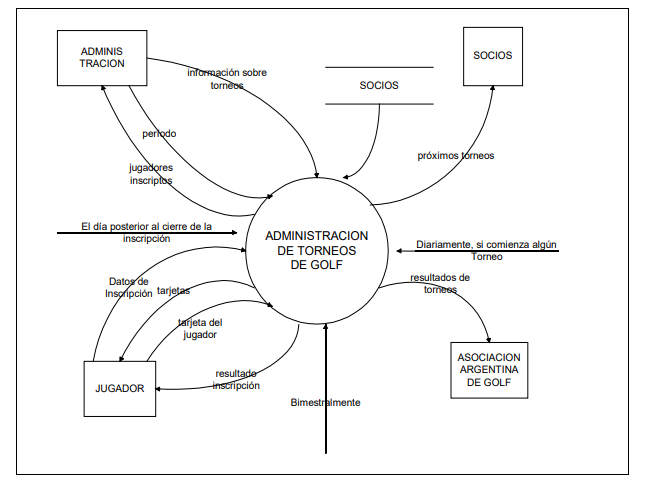 ADMINIS
TRACION
SOCIOS
información sobre
torneos
SOCIOS
período
próximos torneos
jugadores
inscriptos
El día posterior al cierre de la
inscripción
ADMINISTRACION
DE TORNEOS
DE GOLF
Diariamente, si comienza algún
Torneo
Datos de
Inscripción
tarjetas
resultados de
torneos
tarjeta del
jugador
JUGADOR
resultado
inscripción
ASOCIACION
ARGENTINA
DE GOLF
Bimestralmente